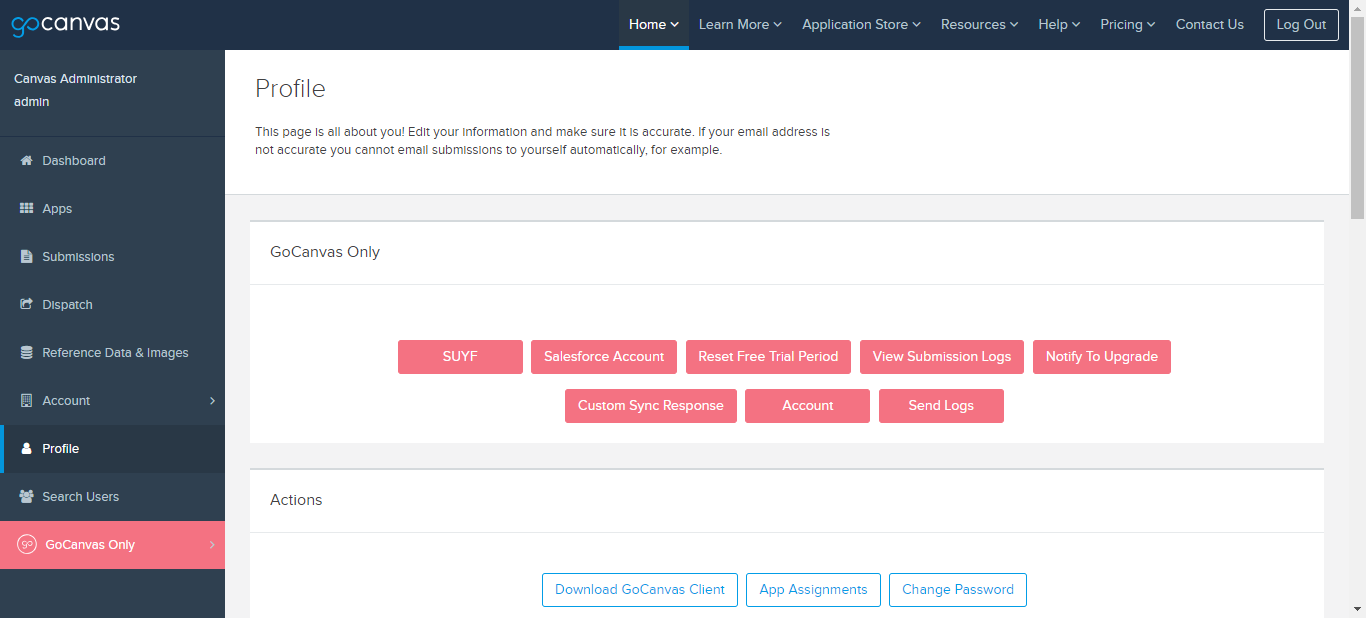 gocanvas
Home
Learn More
Application Store
Resources
Help
Pricing
Contact Us
Log Out
Canvas Administrator
admin
Dashboard
Apps
Submissions
Dispatch
Reference Data & Images
Account
Profile
Search Users
go
GoCanvas Only
Profile
This page is all about you! Edit your information and make sure it is accurate. If your email address is
not accurate you cannot email submissions to yourself automatically, for example.
GoCanvas Only
SUYF
Salesforce Account
Reset Free Trial Period
View Submission Logs
Notify To Upgrade
Custom Sync Response
Account
Send Logs
Actions
Download GoCanvas Client
App Assignments
Change Password